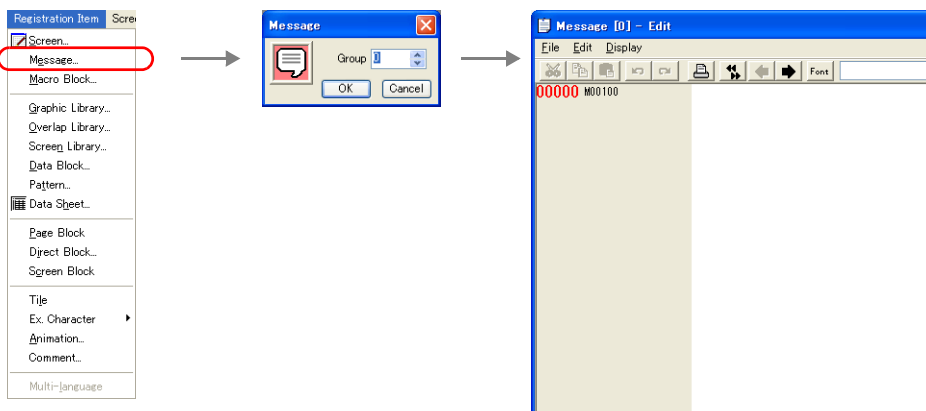 Registration Item
Screen...
Message...
Macro Block...
Graphic Library...
Overlap Library...
Screen Library...
Data Block...
Pattern...
Data Sheet...
Page Block
Direct Block...
Screen Block
Tile
Ex. Character
Animation...
Comment...
Multi-language
Message
Group 0
OK Cancel
Message [0] - Edit
File Edit Display
Font
00000 M00100